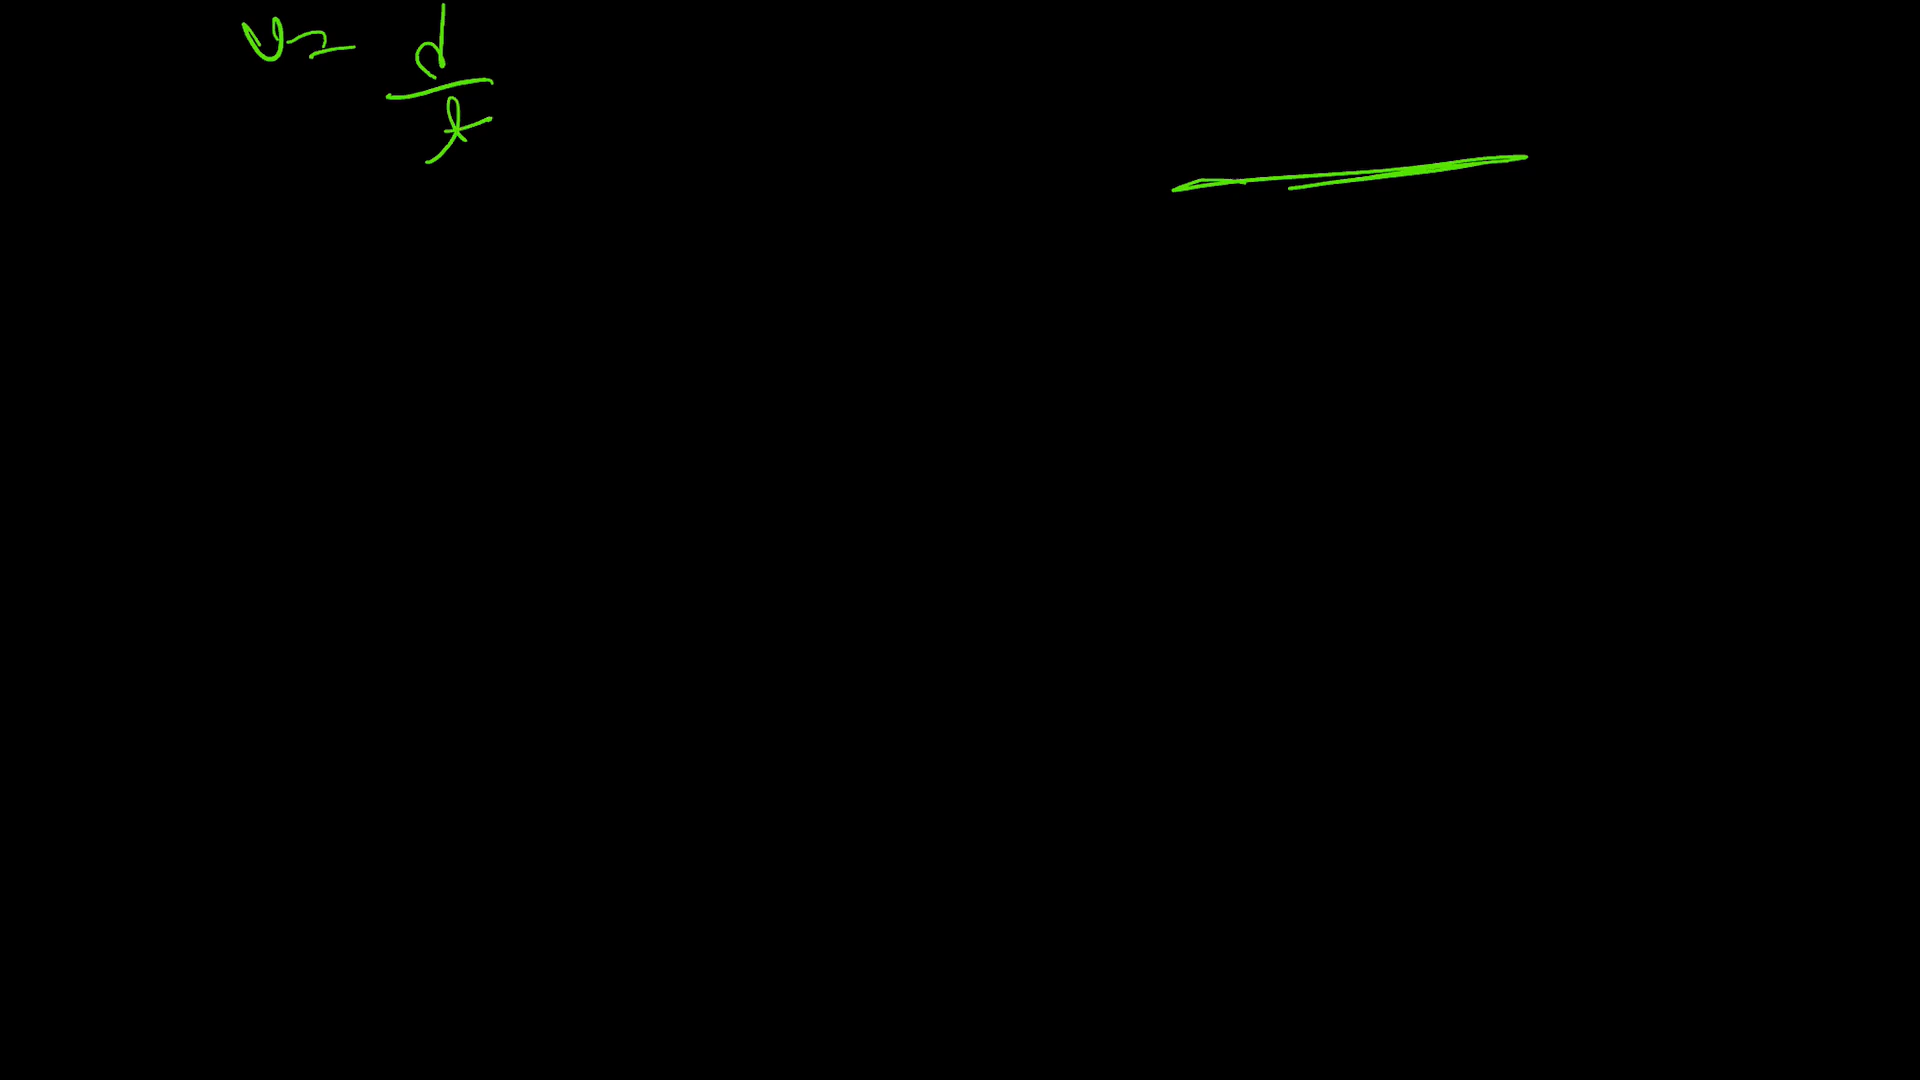 v = d/t